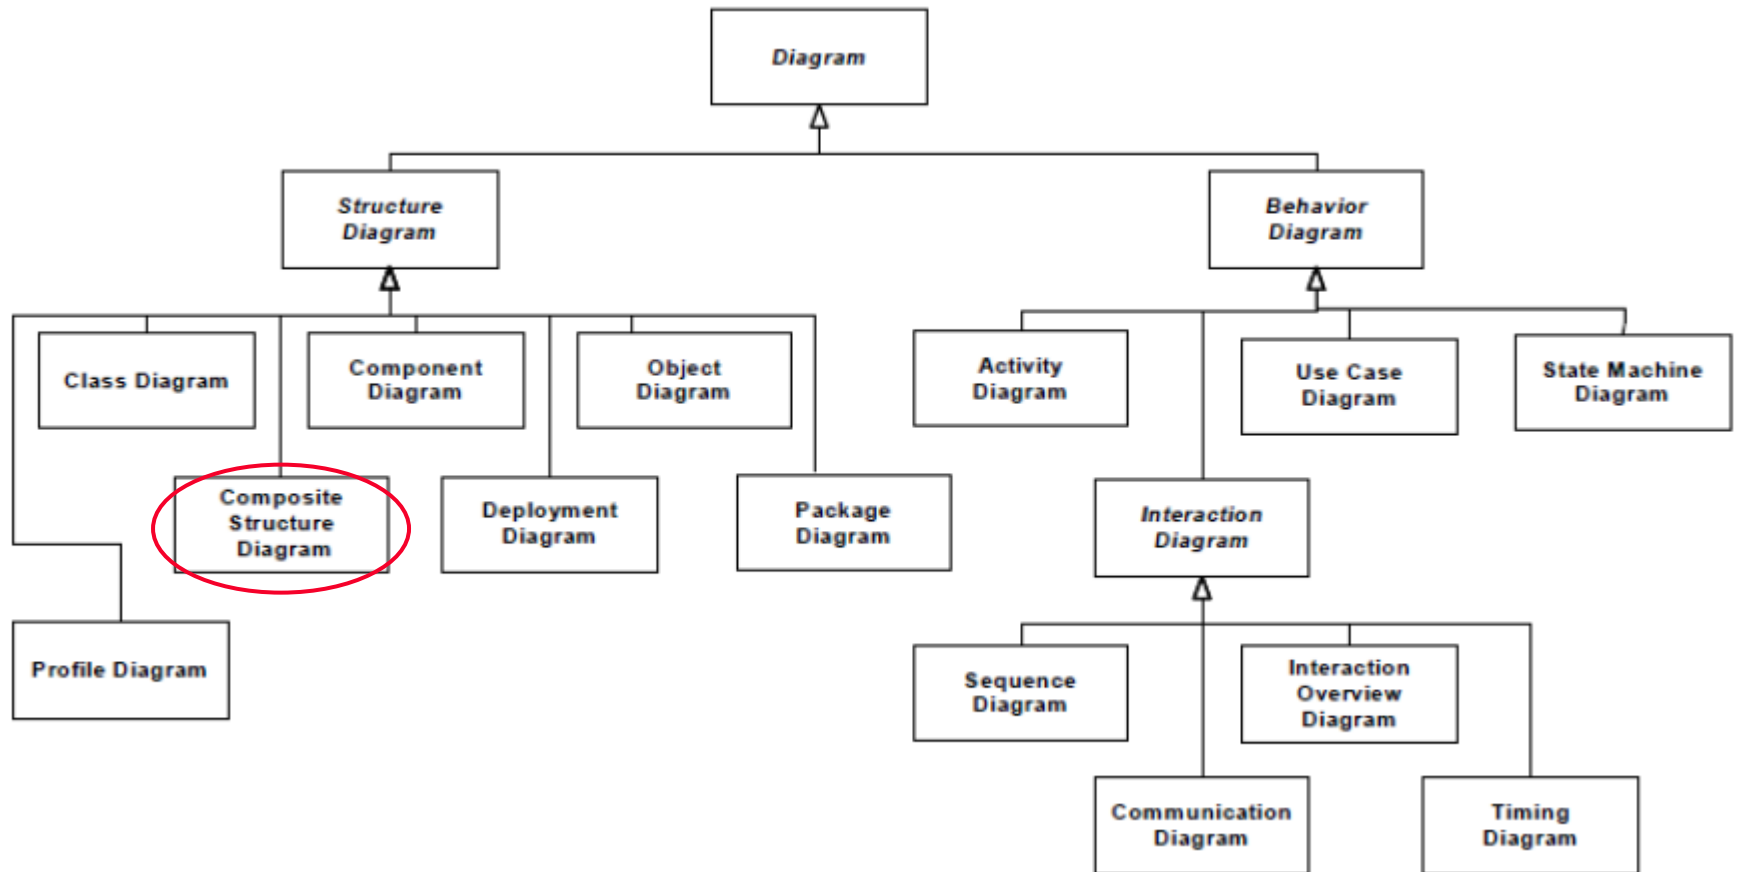 Diagram
Structure
Diagram
Behavior
Diagram
Class Diagram
Component
Diagram
Object
Diagram
Activity
Diagram
Use Case
Diagram
State Machine
Diagram
Composite
Structure
Diagram
Deployment
Diagram
Package
Diagram
Interaction
Diagram
Profile Diagram
Sequence
Diagram
Interaction
Overview
Diagram
Communication
Diagram
Timing
Diagram